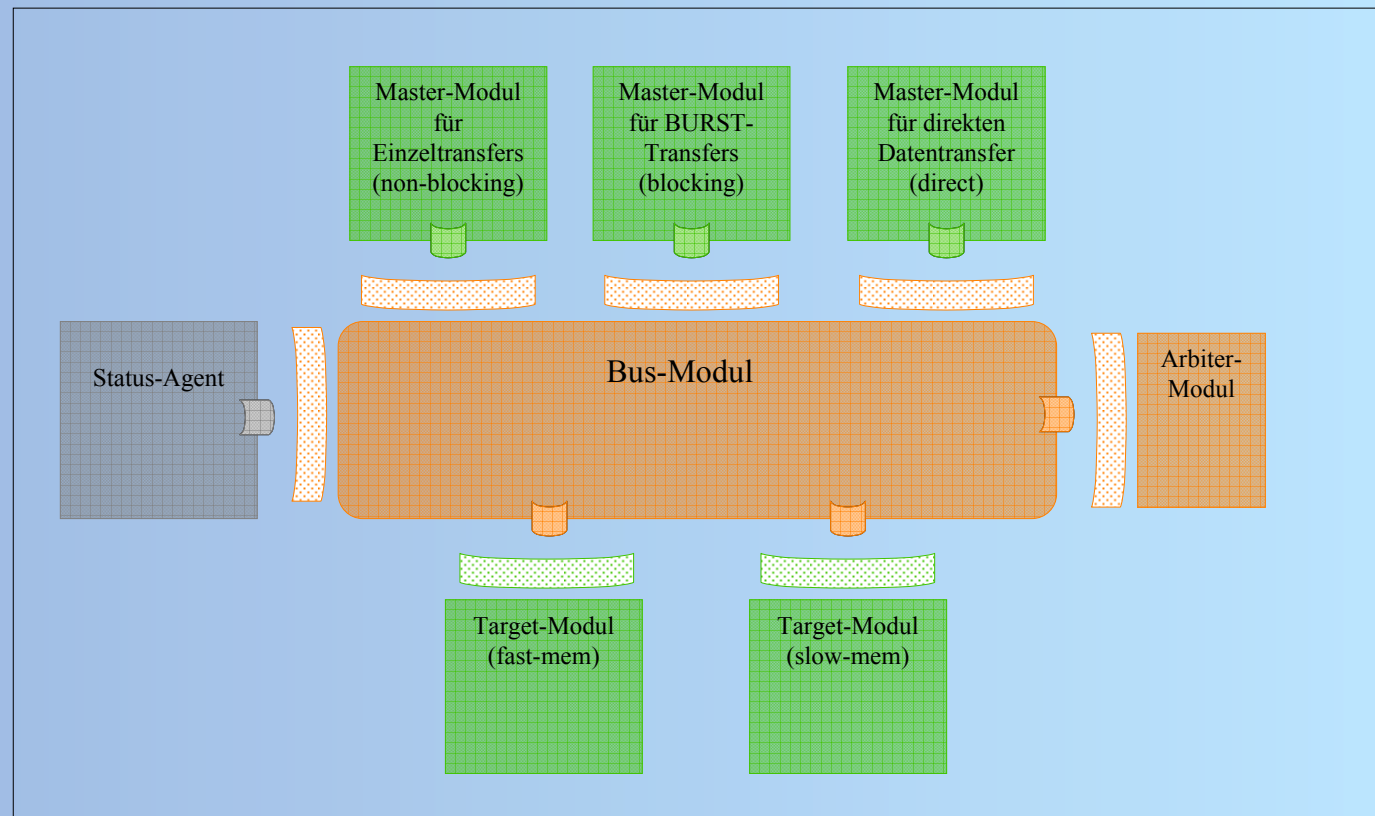 Master-Modul
für
Einzeltransfers
(non-blocking)
Master-Modul
für BURST-
Transfers
(blocking)
Master-Modul
für direkten
Datentransfer
(direct)
Status-Agent
Bus-Modul
Arbiter-
Modul
Target-Modul
(fast-mem)
Target-Modul
(slow-mem)